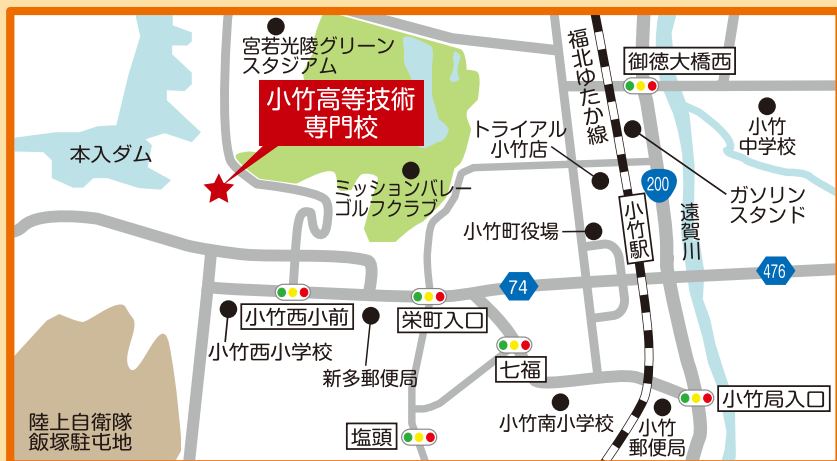 宮若光陵グリーン
スタジアム
小竹高等技術
専門校
本入ダム
ミッションバレー
ゴルフクラブ
福北ゆたか線
御徳大橋西
トライアル
小竹店
小竹
中学校
ガソリン
スタンド
200
小竹町役場
小竹駅
遠賀川
74
476
小竹西小前
栄町入口
小竹西小学校
新多郵便局
七福
小竹局入口
小竹南小学校
小竹
郵便局
塩頭
陸上自衛隊
飯塚駐屯地